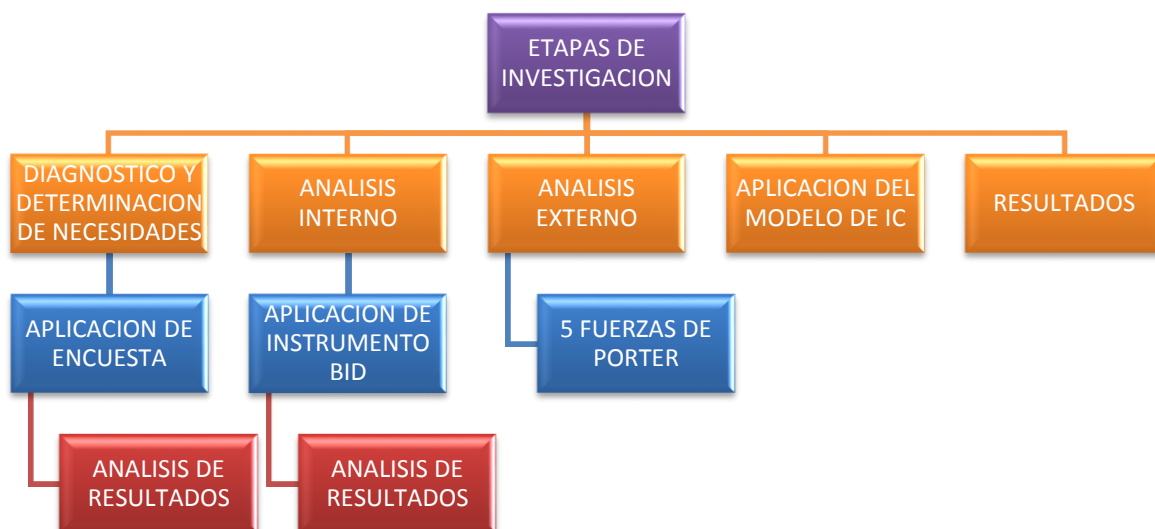 ETAPAS DE
INVESTIGACION
DIAGNOSTICO Y
DETERMINACION
DE NECESIDADES
ANALISIS
INTERNO
ANALISIS
EXTERNO
APLICACION DEL
MODELO DE IC
RESULTADOS
APLICACION DE
ENCUESTA
APLICACION DE
INSTRUMENTO
BID
5 FUERZAS DE
PORTER
ANALISIS DE
RESULTADOS
ANALISIS DE
RESULTADOS